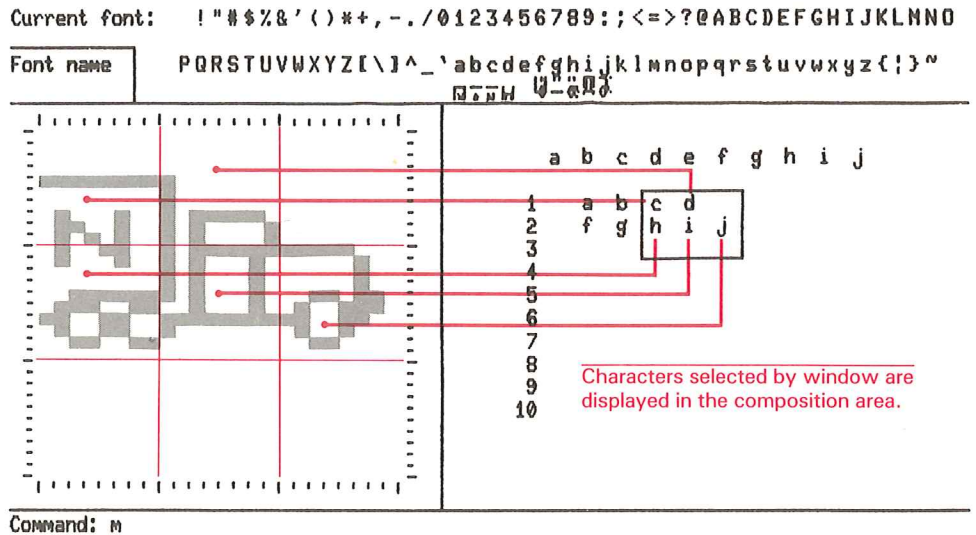 Current font: !"#$%&'()*+,-./0123456789:;<=>?@ABCDEFGHIJKLMNO
Font name PQRSTUVWXYZ[\]^_`abcdefghijklmnopqrstuvwxyz{¦}~
a b c d e f g h i j
1 a b c d
2 f g h i j
3
4
5
6
7
8
9
10
Characters selected by window are
displayed in the composition area.
Command: m